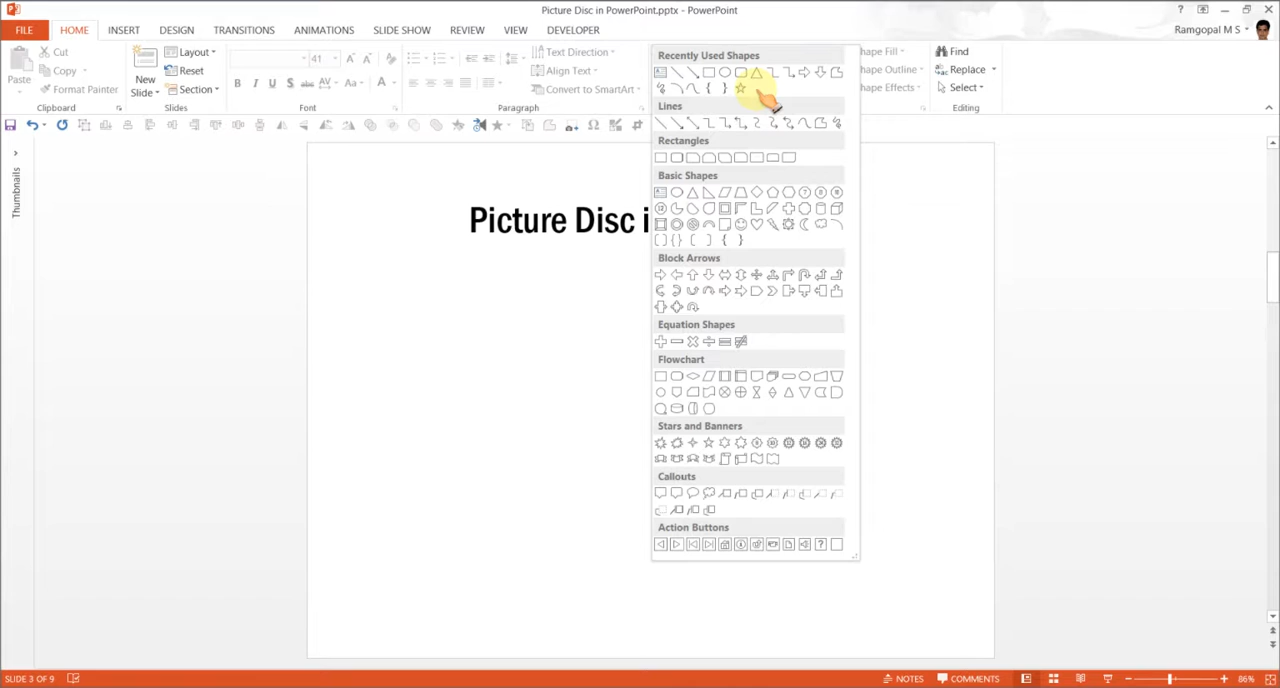 Picture Disc in PowerPoint.pptx - PowerPoint
?
FILE
HOME
INSERT
DESIGN
TRANSITIONS
ANIMATIONS
SLIDE SHOW
REVIEW
VIEW
DEVELOPER
Ramgopal M S
Paste
Cut
Copy
Format Painter
Clipboard
New
Slide
Layout
Reset
Section
Slides
41
B I U S abc AV Aa A
Font
Text Direction
Align Text
Convert to SmartArt
Paragraph
hape Fill
hape Outline
hape Effects
Find
Replace
Select
Editing
Thumbnails
Picture Disc i
Recently Used Shapes
Lines
Rectangles
Basic Shapes
Block Arrows
Equation Shapes
Flowchart
Stars and Banners
Callouts
Action Buttons
SLIDE 3 OF 9
NOTES
COMMENTS
86%